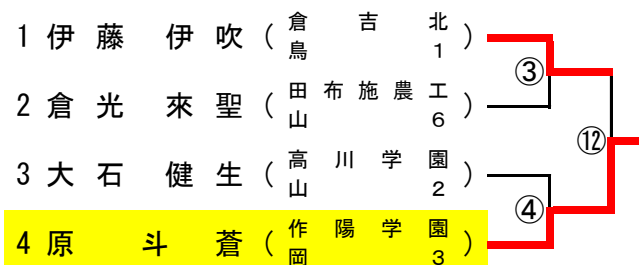 1 伊藤 伊吹 (倉吉北 鳥1)
③
2 倉光 來聖 (田布施農工 山6)
⑫
3 大石 健生 (高川学園 山2)
④
4 原 斗蒼 (作陽学園 岡3)